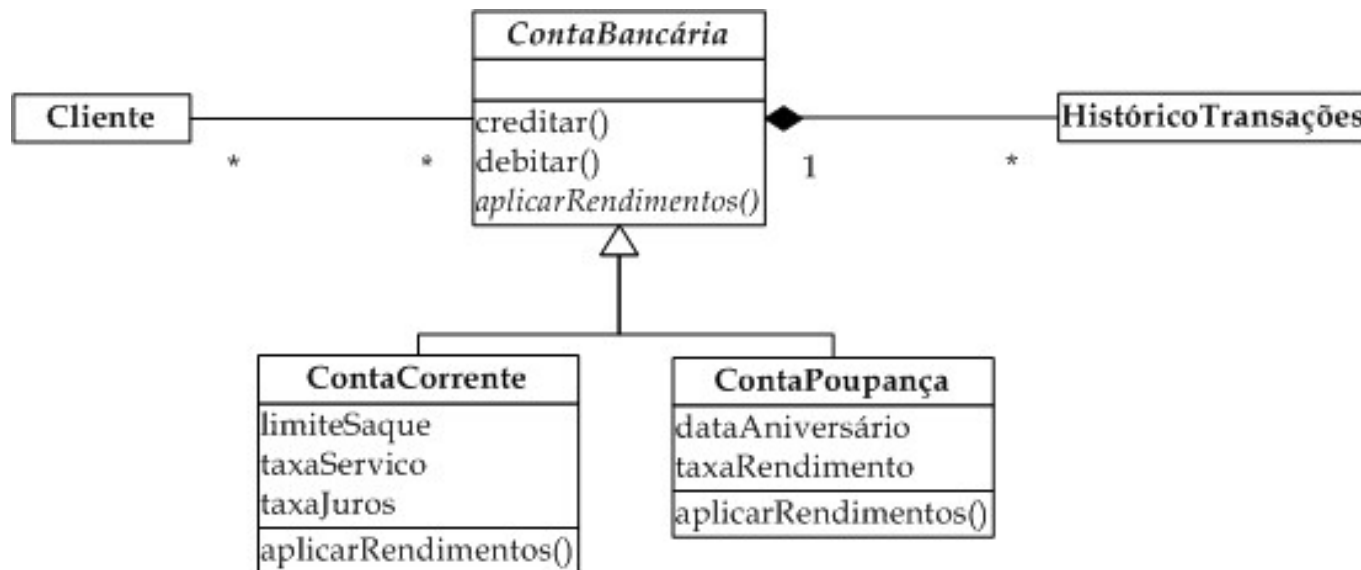 ContaBancária
Cliente
creditar()
debitar()
aplicarRendimentos()
HistóricoTransações
*
*
1
*
ContaCorrente
limiteSaque
taxaServico
taxaJuros
aplicarRendimentos()
ContaPoupança
dataAniversário
taxaRendimento
aplicarRendimentos()